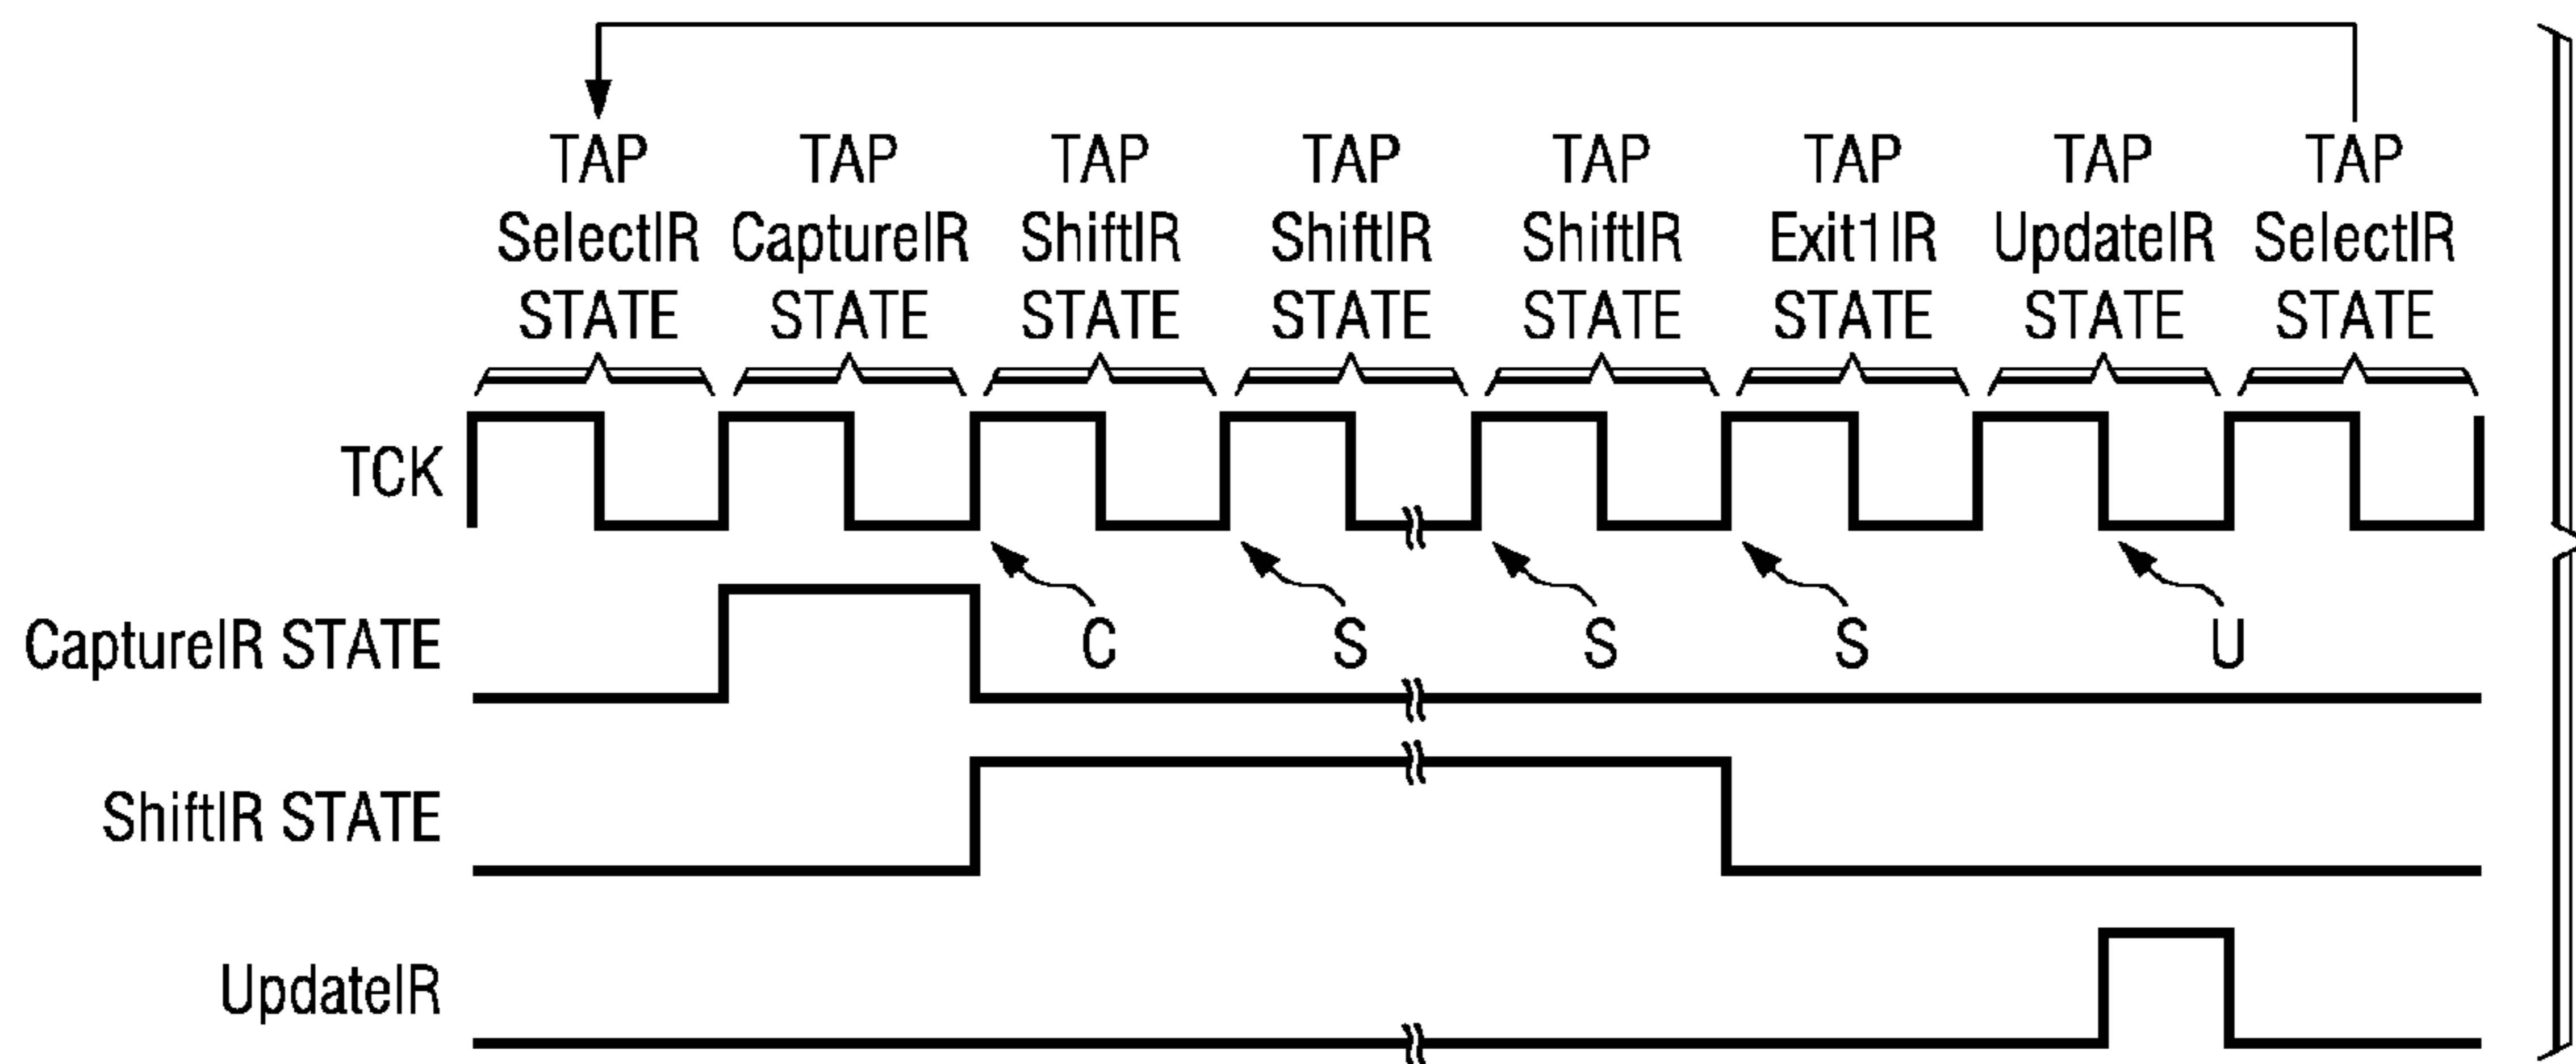 TAP TAP TAP TAP TAP TAP TAP TAP
SelectIR CaptureIR ShiftIR ShiftIR ShiftIR Exit1IR UpdateIR SelectIR
STATE STATE STATE STATE STATE STATE STATE STATE
TCK
CaptureIR STATE C S S S U
ShiftIR STATE
UpdateIR